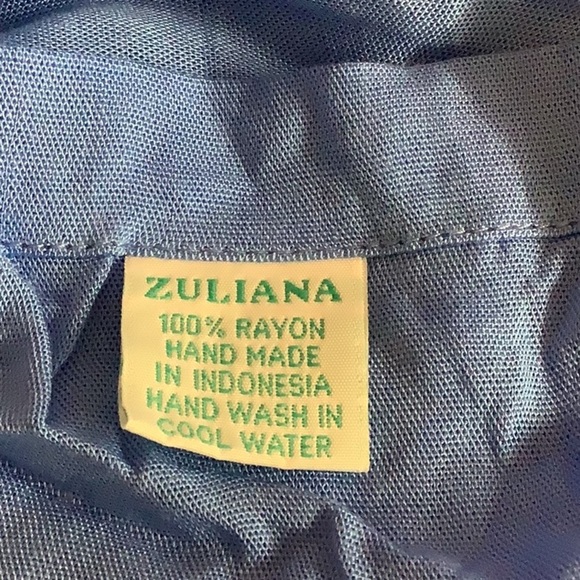 ZULIANA
100% RAYON
HAND MADE
IN INDONESIA
HAND WASH IN
COOL WATER